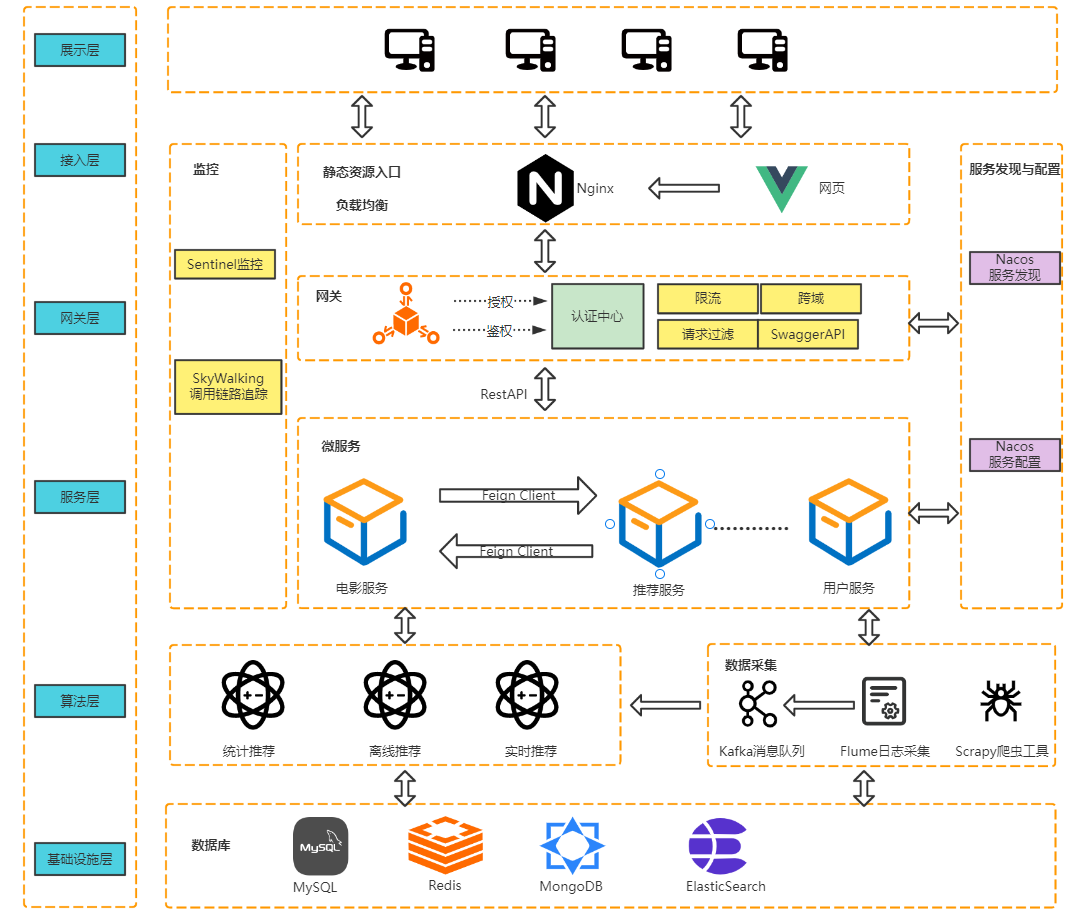 展示层
接入层
网关层
服务层
算法层
基础设施层
监控
Sentinel监控
SkyWalking
调用链路追踪
静态资源入口
负载均衡
Nginx
网页
服务发现与配置
Nacos
服务发现
Nacos
服务配置
网关
授权
鉴权
认证中心
限流
跨域
请求过滤
SwaggerAPI
RestAPI
微服务
Feign Client
Feign Client
电影服务
推荐服务
用户服务
统计推荐
离线推荐
实时推荐
数据采集
Kafka消息队列
Flume日志采集
Scrapy爬虫工具
数据库
MySQL
MySQL
Redis
MongoDB
ElasticSearch